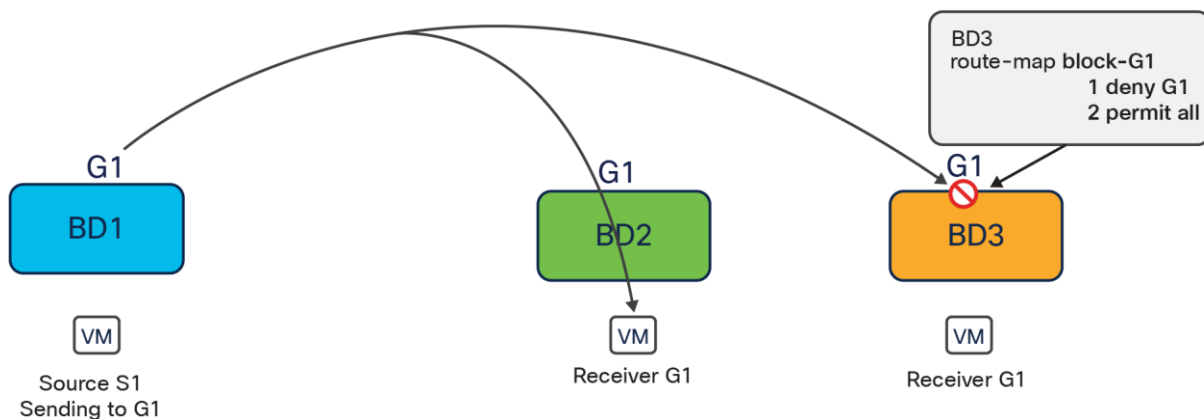 BD3
route-map block-G1
1 deny G1
2 permit all
G1
G1
G1
BD1
BD2
BD3
VM
VM
VM
Source S1
Sending to G1
Receiver G1
Receiver G1